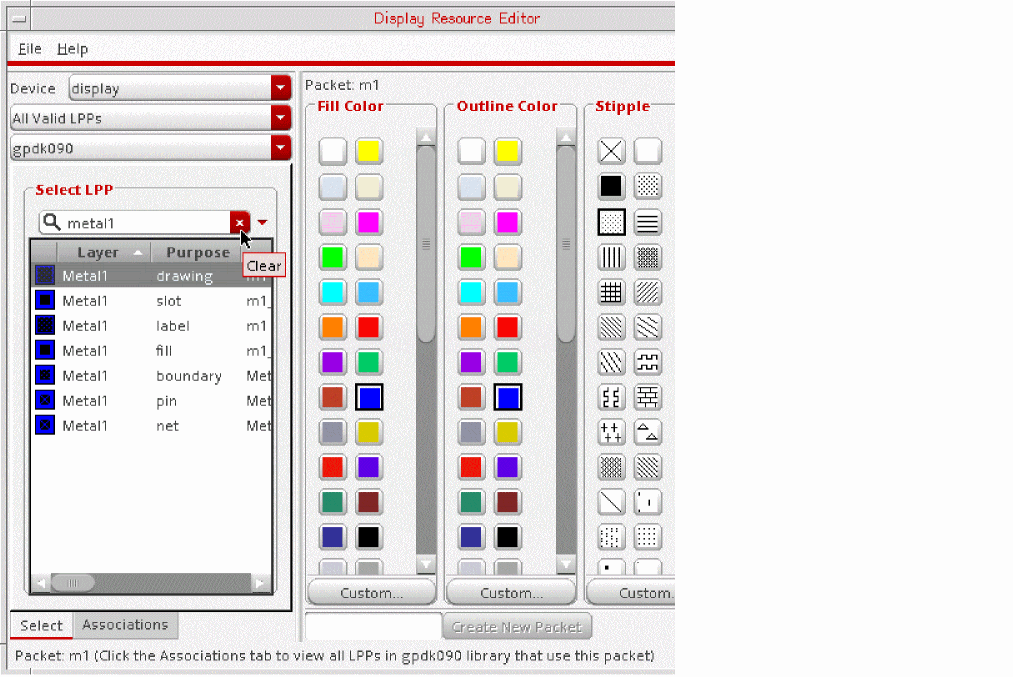 Display Resource Editor
File Help
Device display
All Valid LPPs
gpdk090
Select LPP
metal1
Clear
Layer Purpose
Metal1 drawing m1
Metal1 slot m1_
Metal1 label m1
Metal1 fill m1_
Metal1 boundary Met
Metal1 pin Met
Metal1 net Met
Select Associations
Packet: m1
Fill Color Outline Color Stipple
Custom... Custom... Custom.
Create New Packet
Packet: m1 (Click the Associations tab to view all LPPs in gpdk090 library that use this packet)